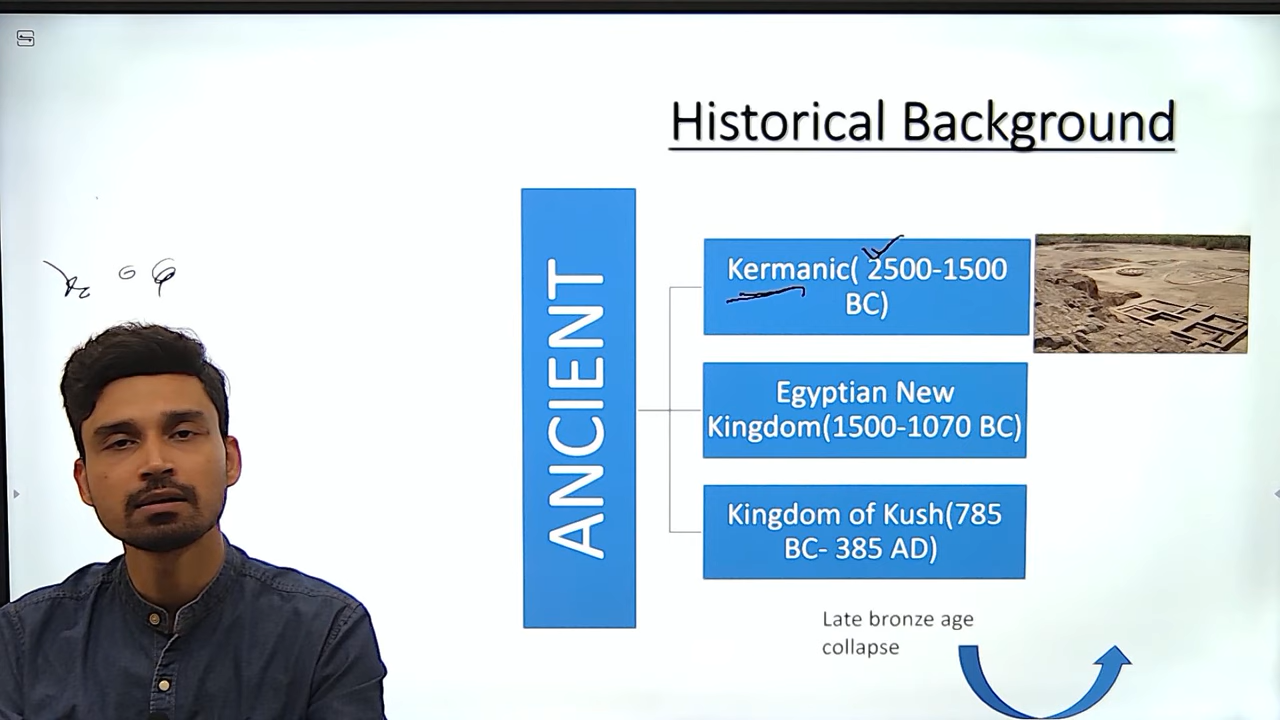 Historical Background
ANCIENT
Kermanic( 2500-1500
BC)
Egyptian New
Kingdom(1500-1070 BC)
Kingdom of Kush(785
BC- 385 AD)
Late bronze age
collapse